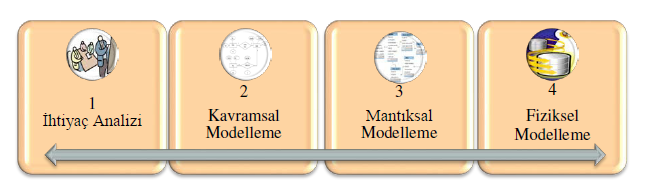 1
İhtiyaç Analizi
2
Kavramsal
Modelleme
3
Mantıksal
Modelleme
4
Fiziksel
Modelleme